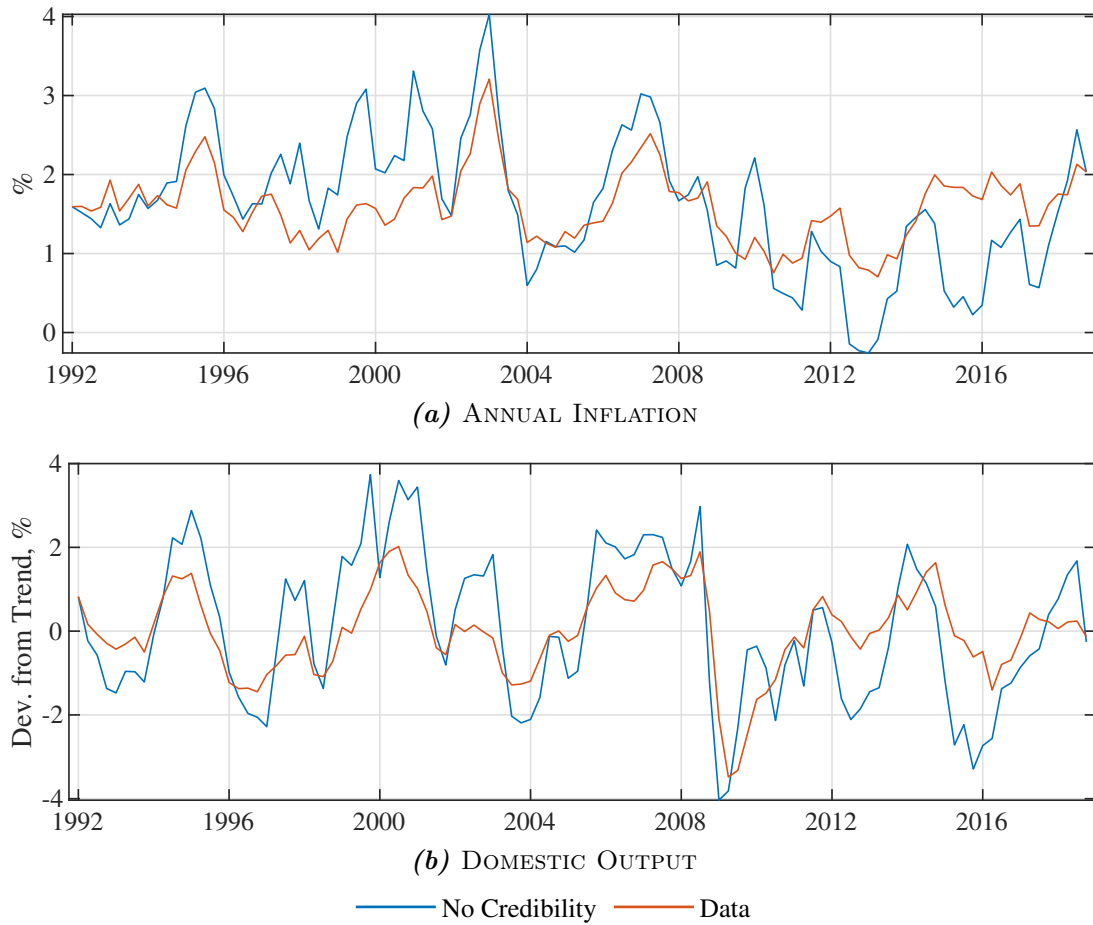 4
3
2
1
0
%
1992 1996 2000 2004 2008 2012 2016
(a) Annual Inflation
4
2
0
-2
-4
Dev. from Trend, %
1992 1996 2000 2004 2008 2012 2016
(b) Domestic Output
No Credibility Data